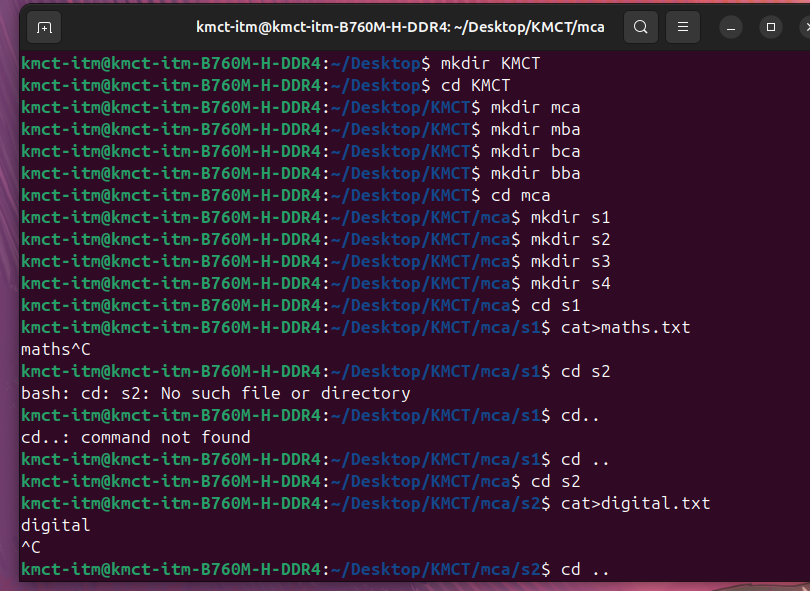 kmct-itm@kmct-itm-B760M-H-DDR4: ~/Desktop/KMCT/mca
kmct-itm@kmct-itm-B760M-H-DDR4:~/Desktop$ mkdir KMCT
kmct-itm@kmct-itm-B760M-H-DDR4:~/Desktop$ cd KMCT
kmct-itm@kmct-itm-B760M-H-DDR4:~/Desktop/KMCT$ mkdir mca
kmct-itm@kmct-itm-B760M-H-DDR4:~/Desktop/KMCT$ mkdir mba
kmct-itm@kmct-itm-B760M-H-DDR4:~/Desktop/KMCT$ mkdir bca
kmct-itm@kmct-itm-B760M-H-DDR4:~/Desktop/KMCT$ mkdir bba
kmct-itm@kmct-itm-B760M-H-DDR4:~/Desktop/KMCT$ cd mca
kmct-itm@kmct-itm-B760M-H-DDR4:~/Desktop/KMCT/mca$ mkdir s1
kmct-itm@kmct-itm-B760M-H-DDR4:~/Desktop/KMCT/mca$ mkdir s2
kmct-itm@kmct-itm-B760M-H-DDR4:~/Desktop/KMCT/mca$ mkdir s3
kmct-itm@kmct-itm-B760M-H-DDR4:~/Desktop/KMCT/mca$ mkdir s4
kmct-itm@kmct-itm-B760M-H-DDR4:~/Desktop/KMCT/mca$ cd s1
kmct-itm@kmct-itm-B760M-H-DDR4:~/Desktop/KMCT/mca/s1$ cat>maths.txt
maths^C
kmct-itm@kmct-itm-B760M-H-DDR4:~/Desktop/KMCT/mca/s1$ cd s2
bash: cd: s2: No such file or directory
kmct-itm@kmct-itm-B760M-H-DDR4:~/Desktop/KMCT/mca/s1$ cd..
cd..: command not found
kmct-itm@kmct-itm-B760M-H-DDR4:~/Desktop/KMCT/mca/s1$ cd ..
kmct-itm@kmct-itm-B760M-H-DDR4:~/Desktop/KMCT/mca$ cd s2
kmct-itm@kmct-itm-B760M-H-DDR4:~/Desktop/KMCT/mca/s2$ cat>digital.txt
digital
^C
kmct-itm@kmct-itm-B760M-H-DDR4:~/Desktop/KMCT/mca/s2$ cd ..